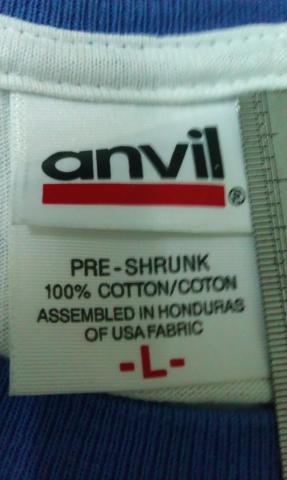 anvil®
PRE-SHRUNK
100% COTTON/COTON
ASSEMBLED IN HONDURAS
OF USA FABRIC
-L-